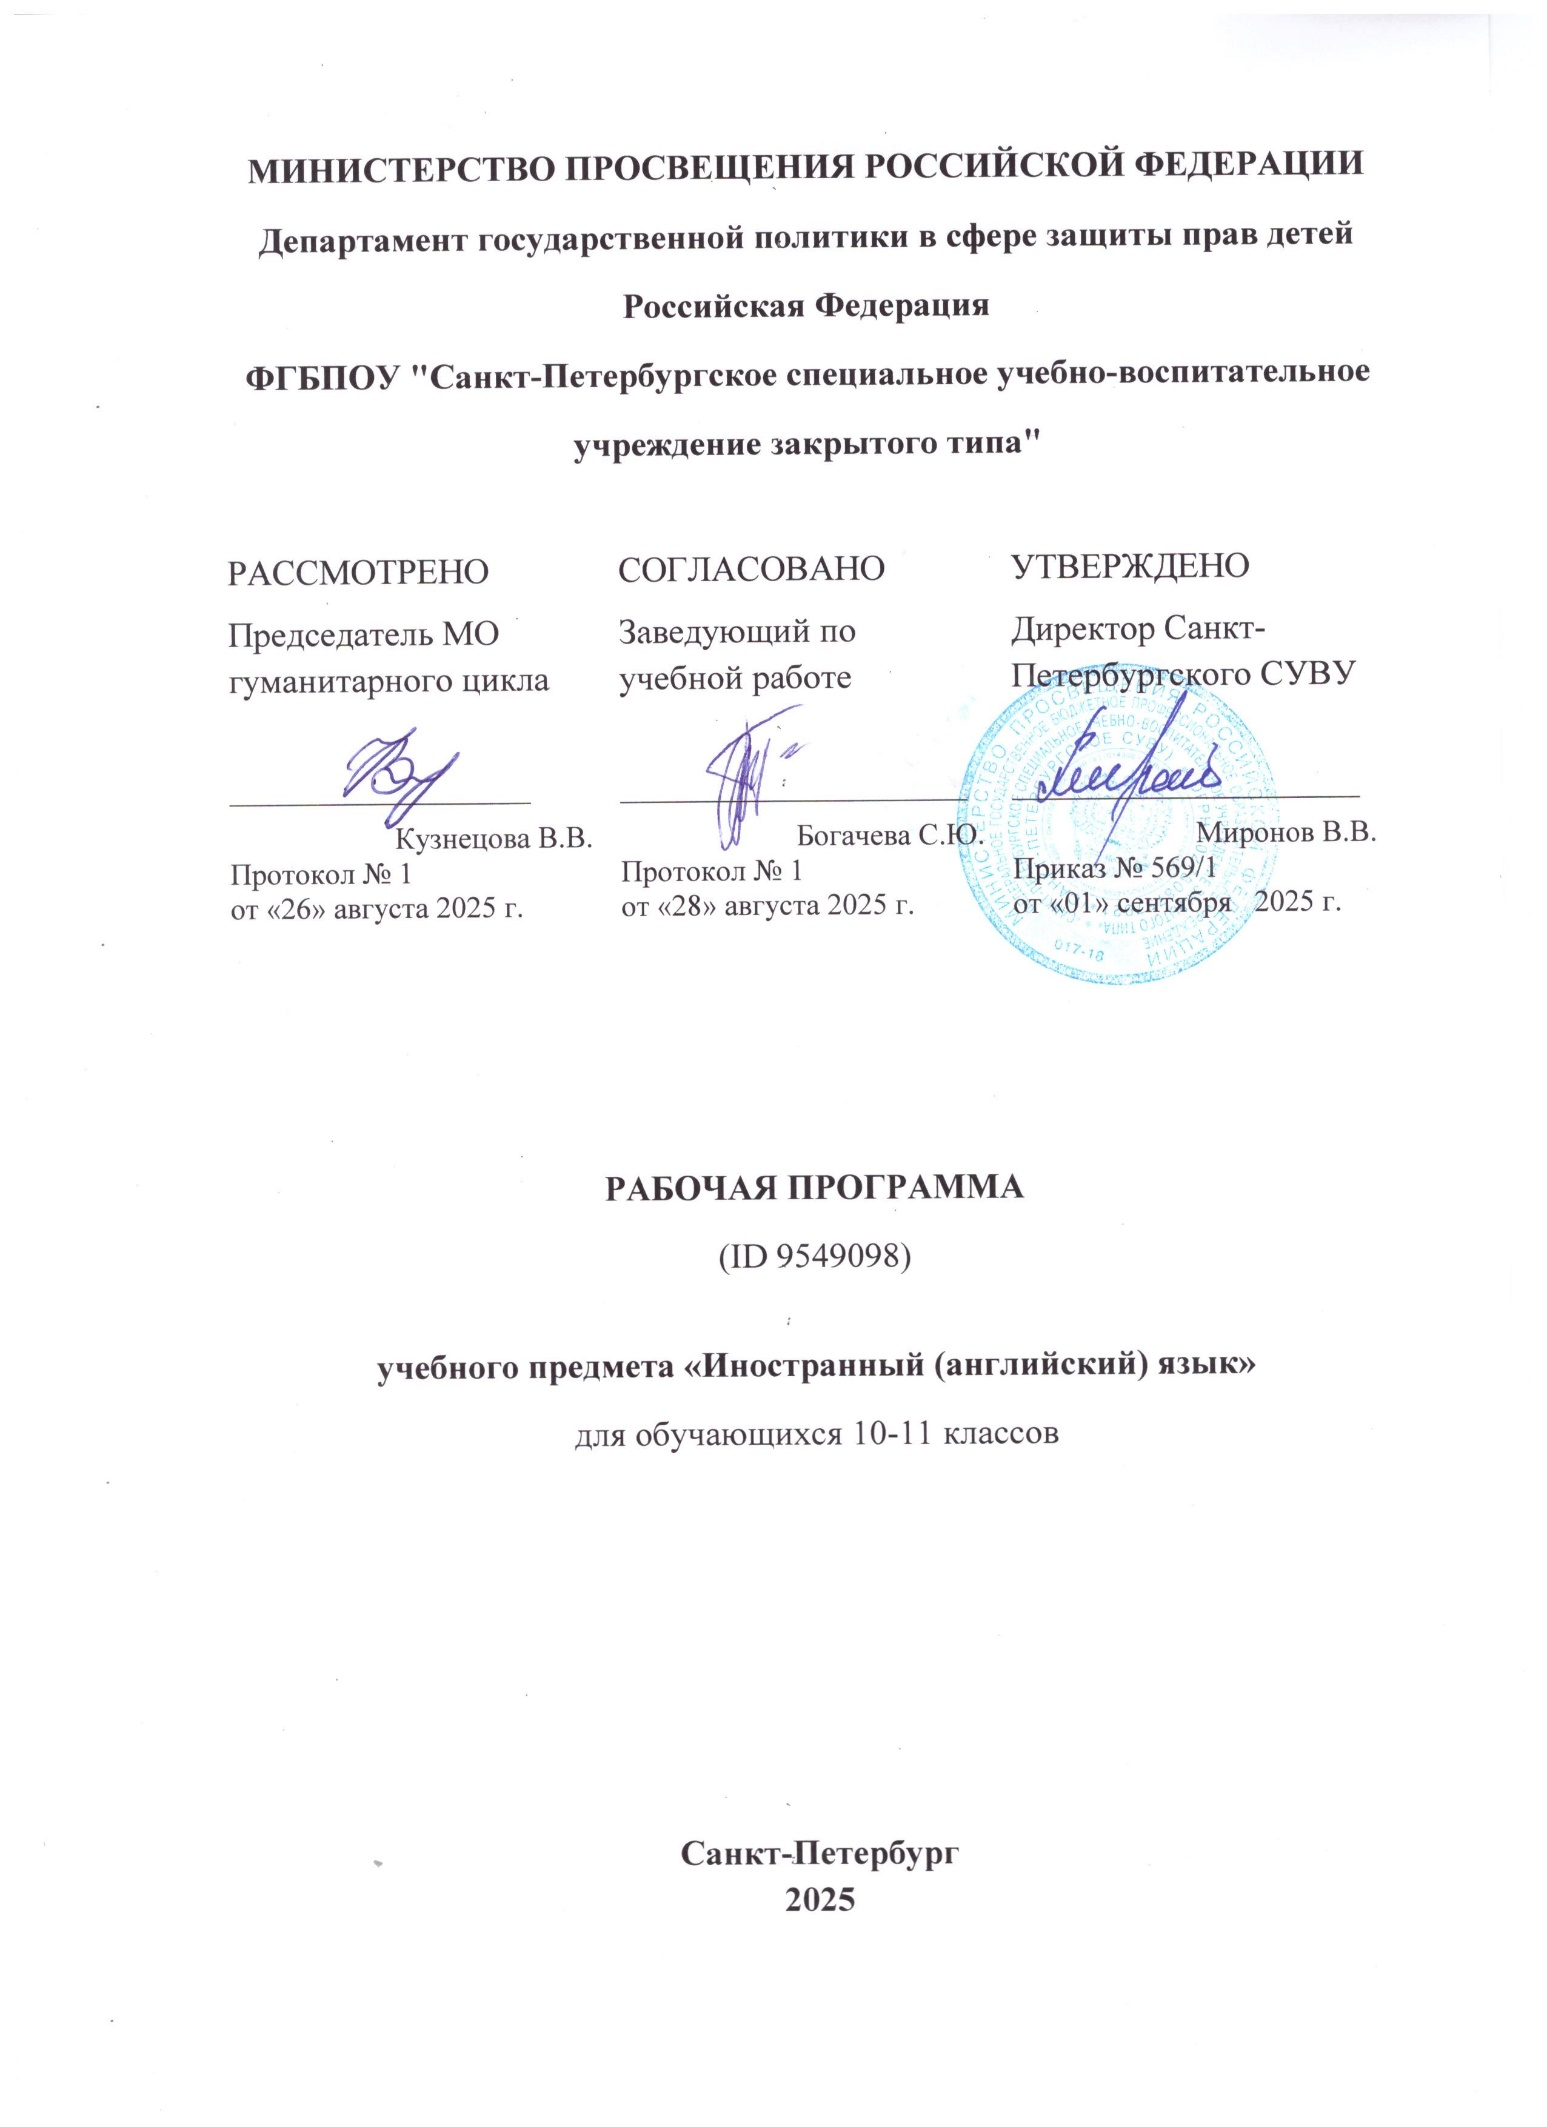 МИНИСТЕРСТВО ПРОСВЕЩЕНИЯ РОССИЙСКОЙ ФЕДЕРАЦИИ
Департамент государственной политики в сфере защиты прав детей
Российская Федерация
ФГБПОУ "Санкт-Петербургское специальное учебно-воспитательное
учреждение закрытого типа"
РАССМОТРЕНО
Председатель МО
гуманитарного цикла
Кузнецова В.В.
Протокол № 1
от «26» августа 2025 г.
СОГЛАСОВАНО
Заведующий по
учебной работе
Богачева С.Ю.
Протокол № 1
от «28» августа 2025 г.
УТВЕРЖДЕНО
Директор Санкт-
Петербургского СУВУ
Миронов В.В.
Приказ № 569/1
от «01» сентября 2025 г.
017-18
РАБОЧАЯ ПРОГРАММА
(ID 9549098)
учебного предмета «Иностранный (английский) язык»
для обучающихся 10-11 классов
Санкт-Петербург
2025